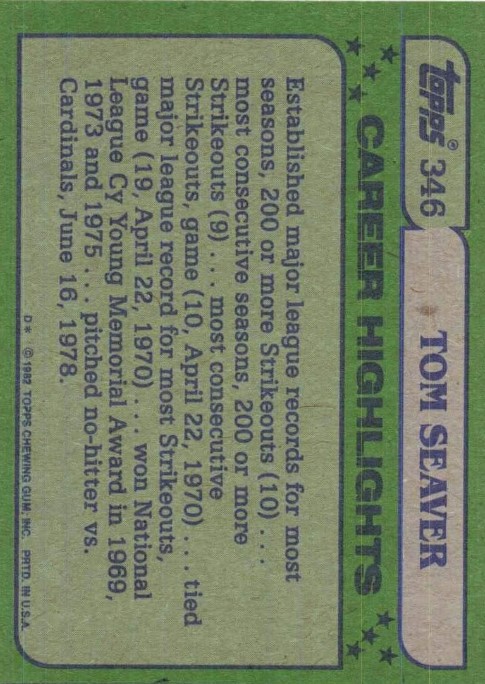 TOPPS® 346
TOM SEAVER
CAREER HIGHLIGHTS
Established major league records for most
seasons, 200 or more Strikeouts (10) . . .
most consecutive seasons, 200 or more
Strikeouts (9) . . . most consecutive
Strikeouts, game (10, April 22, 1970) . . . tied
major league record for most Strikeouts,
game (19, April 22, 1970) . . . won National
League Cy Young Memorial Award in 1969,
1973 and 1975 . . . pitched no-hitter vs.
Cardinals, June 16, 1978.
D* © 1982 TOPPS CHEWING GUM, INC. PRTD. IN U.S.A.